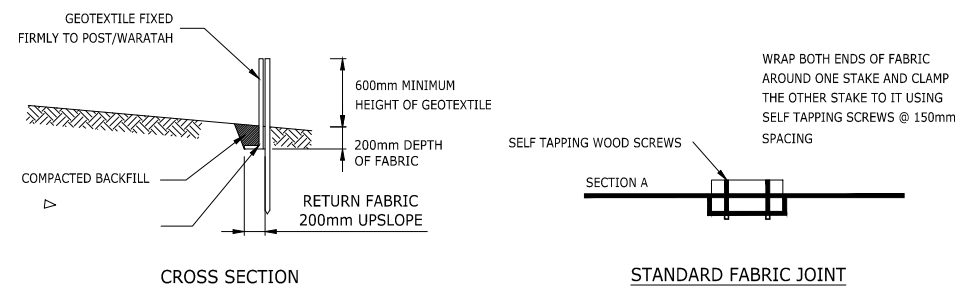 GEOTEXTILE FIXED
FIRMLY TO POST/WARATAH
600mm MINIMUM
HEIGHT OF GEOTEXTILE
200mm DEPTH
OF FABRIC
COMPACTED BACKFILL
RETURN FABRIC
200mm UPSLOPE
CROSS SECTION
WRAP BOTH ENDS OF FABRIC
AROUND ONE STAKE AND CLAMP
THE OTHER STAKE TO IT USING
SELF TAPPING SCREWS @ 150mm
SPACING
SELF TAPPING WOOD SCREWS
SECTION A
STANDARD FABRIC JOINT